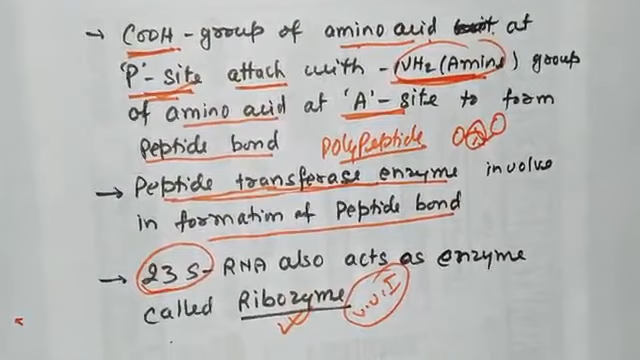 → COOH - group of amino acid at
'P'- site attach with - NH2 (Amine) group
of amino acid at 'A'- site to form
Peptide bond Polypeptide
→ Peptide transferase enzyme involve
in formation of Peptide bond
→ 23 S- RNA also acts as enzyme
called Ribozyme V.V.I